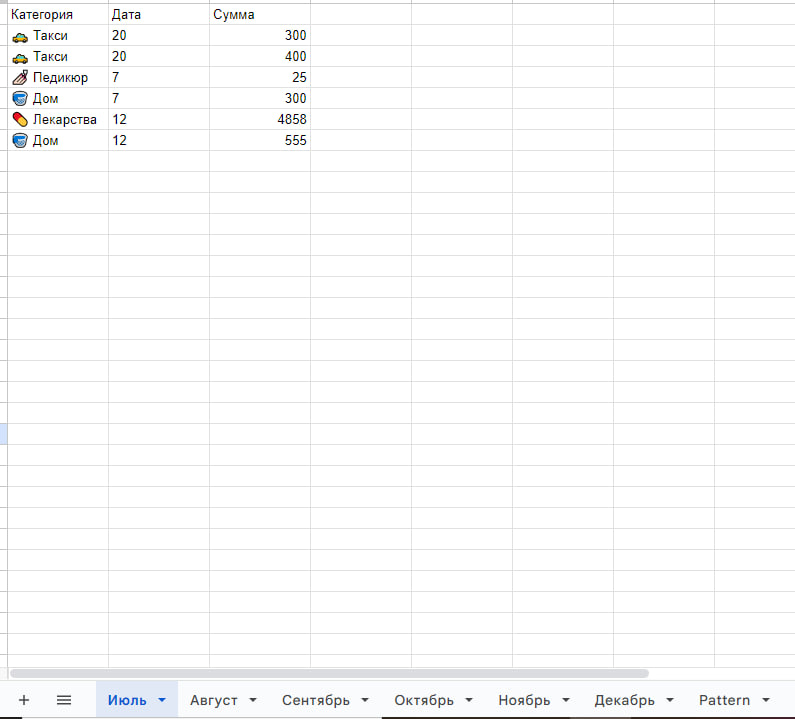 Категория Дата Сумма
Такси 20 300
Такси 20 400
Педикюр 7 25
Дом 7 300
Лекарства 12 4858
Дом 12 555
Июль Август Сентябрь Октябрь Ноябрь Декабрь Pattern